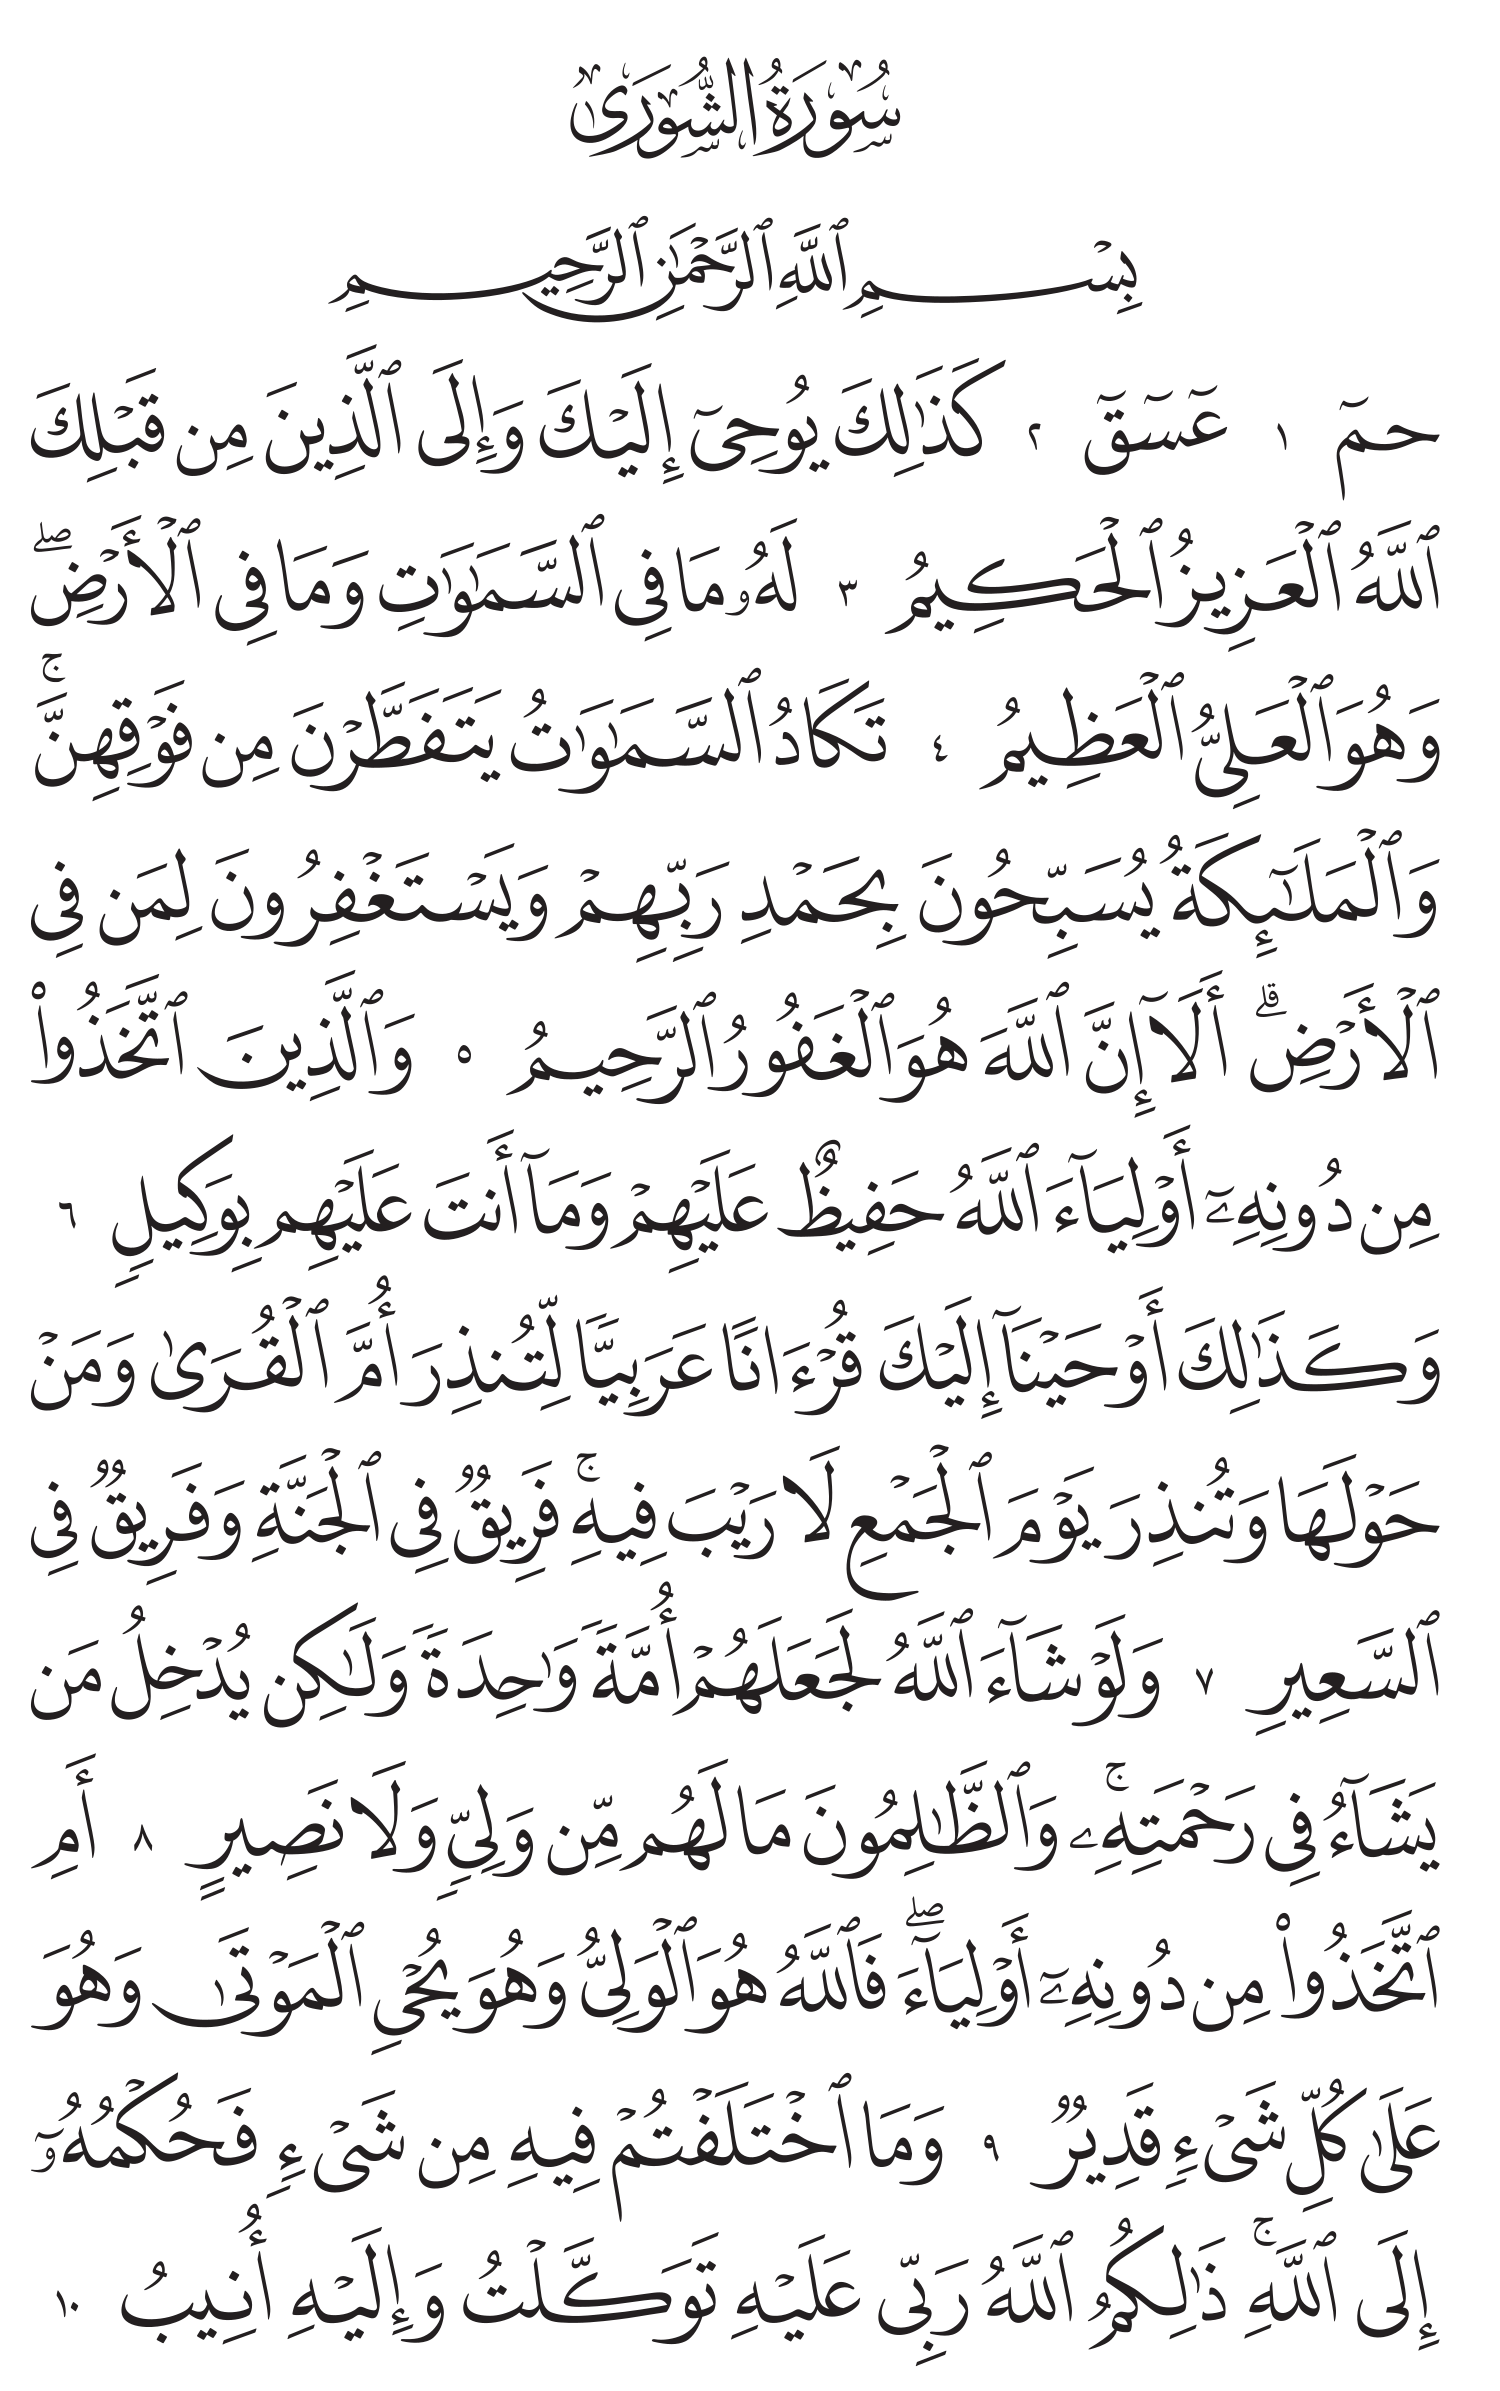 سُورَةُ الشُّورَىٰ
بِسْمِ ٱللَّهِ ٱلرَّحْمَٰنِ ٱلرَّحِيمِ
حمٓ ١ عٓسٓقٓ ٢ كَذَٰلِكَ يُوحِىٓ إِلَيْكَ وَإِلَى ٱلَّذِينَ مِن قَبْلِكَ
ٱللَّهُ ٱلْعَزِيزُ ٱلْحَكِيمُ ٣ لَهُۥ مَا فِى ٱلسَّمَٰوَٰتِ وَمَا فِى ٱلْأَرْضِ ۖ
وَهُوَ ٱلْعَلِىُّ ٱلْعَظِيمُ ٤ تَكَادُ ٱلسَّمَٰوَٰتُ يَتَفَطَّرْنَ مِن فَوْقِهِنَّ ۚ
وَٱلْمَلَٰٓئِكَةُ يُسَبِّحُونَ بِحَمْدِ رَبِّهِمْ وَيَسْتَغْفِرُونَ لِمَن فِى
ٱلْأَرْضِ ۗ أَلَآ إِنَّ ٱللَّهَ هُوَ ٱلْغَفُورُ ٱلرَّحِيمُ ٥ وَٱلَّذِينَ ٱتَّخَذُوا۟
مِن دُونِهِۦٓ أَوْلِيَآءَ ٱللَّهُ حَفِيظٌ عَلَيْهِمْ وَمَآ أَنتَ عَلَيْهِم بِوَكِيلٍ ٦
وَكَذَٰلِكَ أَوْحَيْنَآ إِلَيْكَ قُرْءَانًا عَرَبِيًّا لِّتُنذِرَ أُمَّ ٱلْقُرَىٰ وَمَنْ
حَوْلَهَا وَتُنذِرَ يَوْمَ ٱلْجَمْعِ لَا رَيْبَ فِيهِ ۚ فَرِيقٌ فِى ٱلْجَنَّةِ وَفَرِيقٌ فِى
ٱلسَّعِيرِ ٧ وَلَوْ شَآءَ ٱللَّهُ لَجَعَلَهُمْ أُمَّةً وَٰحِدَةً وَلَٰكِن يُدْخِلُ مَن
يَشَآءُ فِى رَحْمَتِهِۦ ۚ وَٱلظَّٰلِمُونَ مَا لَهُم مِّن وَلِىٍّ وَلَا نَصِيرٍ ٨ أَمِ
ٱتَّخَذُوا۟ مِن دُونِهِۦٓ أَوْلِيَآءَ ۖ فَٱللَّهُ هُوَ ٱلْوَلِىُّ وَهُوَ يُحْىِ ٱلْمَوْتَىٰ وَهُوَ
عَلَىٰ كُلِّ شَىْءٍ قَدِيرٌ ٩ وَمَا ٱخْتَلَفْتُمْ فِيهِ مِن شَىْءٍ فَحُكْمُهُۥٓ
إِلَى ٱللَّهِ ۚ ذَٰلِكُمُ ٱللَّهُ رَبِّى عَلَيْهِ تَوَكَّلْتُ وَإِلَيْهِ أُنِيبُ ١٠